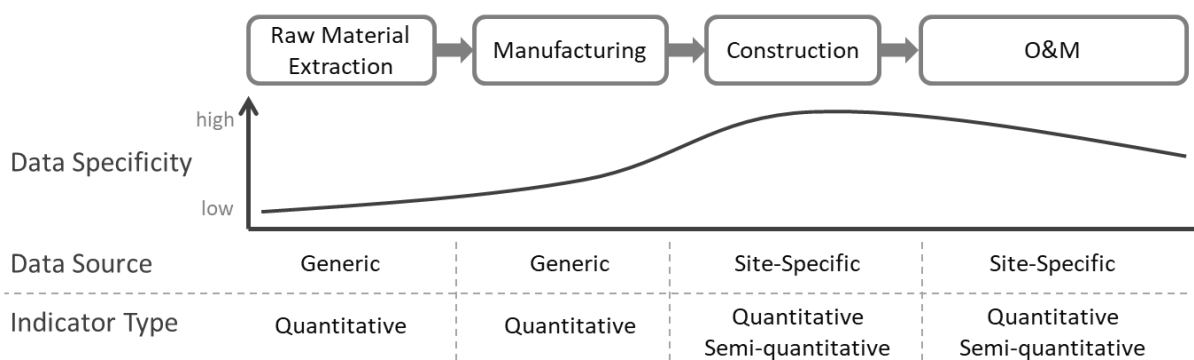 Raw Material
Extraction
Manufacturing
Construction
O&M
high
Data Specificity
low
Data Source
Generic
Generic
Site-Specific
Site-Specific
Indicator Type
Quantitative
Quantitative
Quantitative
Semi-quantitative
Quantitative
Semi-quantitative